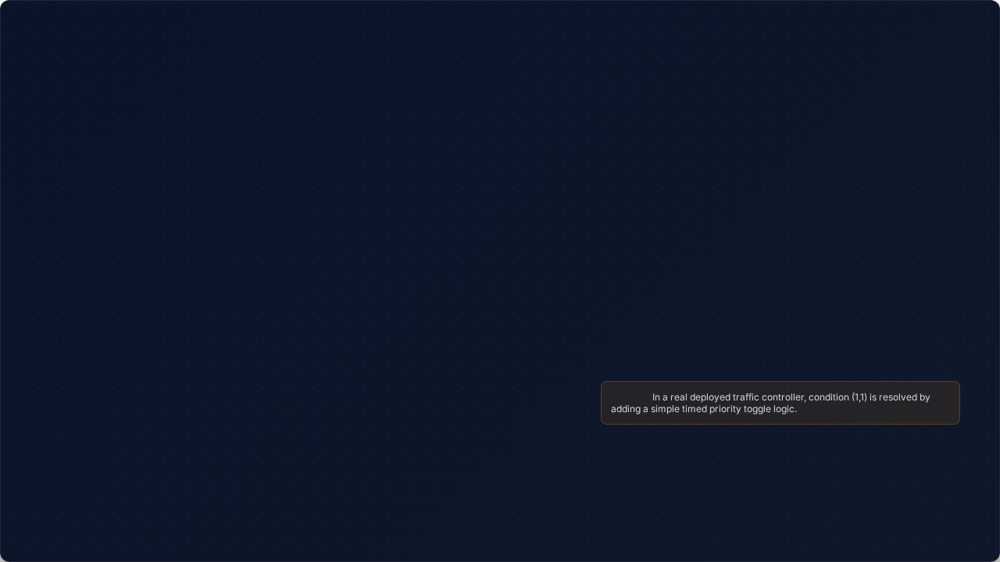 In a real deployed traffic controller, condition (1,1) is resolved by
adding a simple timed priority toggle logic.